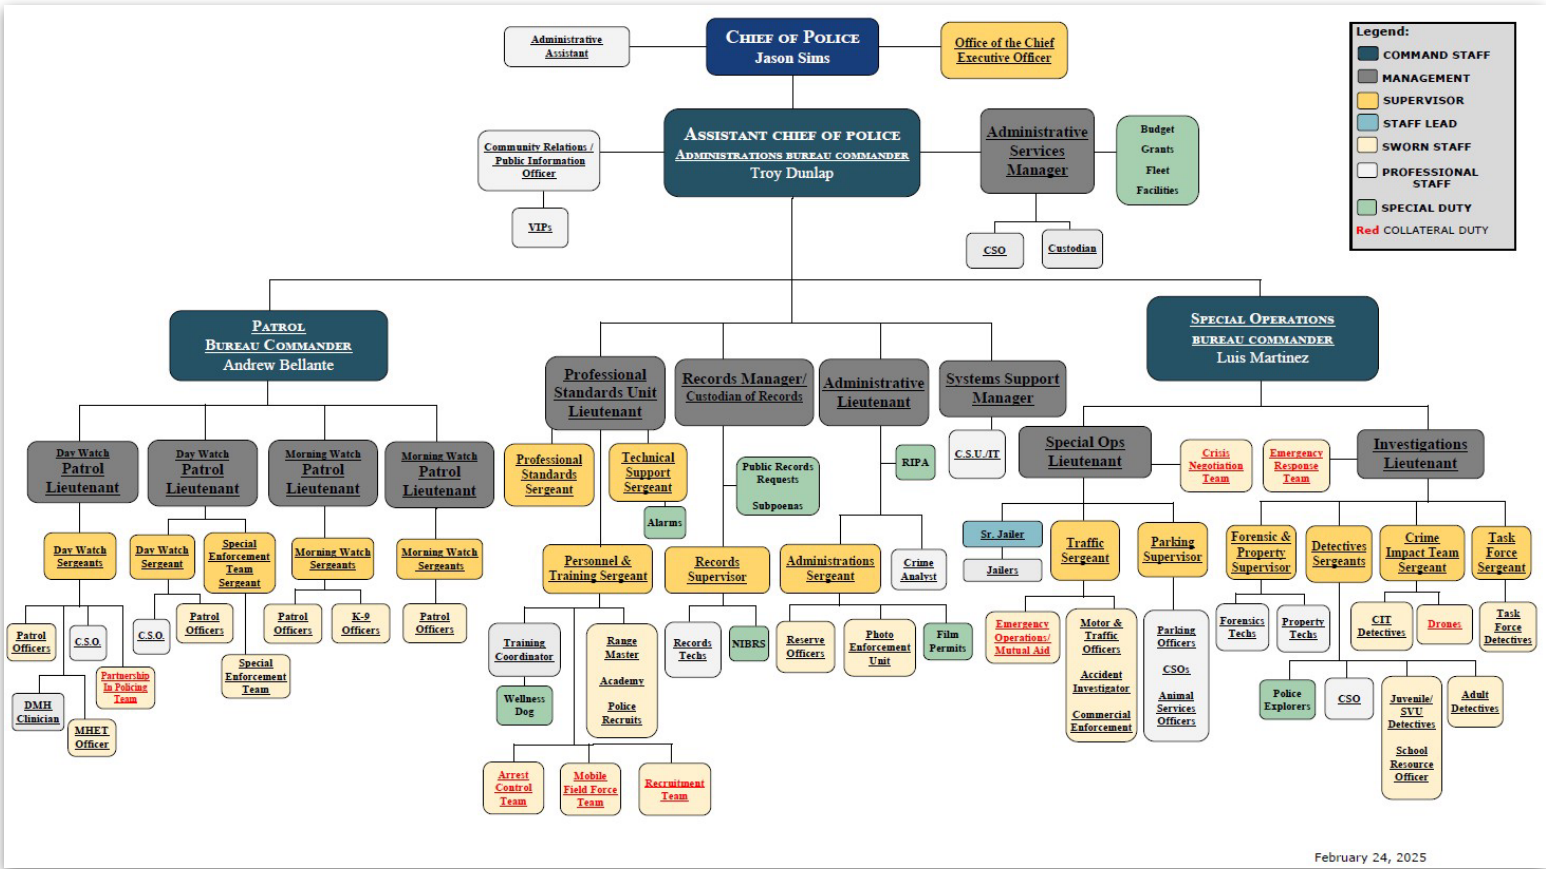 Administrative
Assistant
CHIEF OF POLICE
Jason Sims
Office of the Chief
Executive Officer
Legend:
COMMAND STAFF
MANAGEMENT
SUPERVISOR
STAFF LEAD
SWORN STAFF
PROFESSIONAL
STAFF
SPECIAL DUTY
Red COLLATERAL DUTY
Community Relations /
Public Information
Officer
VIPs
ASSISTANT CHIEF OF POLICE
ADMINISTRATIONS BUREAU COMMANDER
Troy Dunlap
Administrative
Services
Manager
Budget
Grants
Fleet
Facilities
CSO
Custodian
PATROL
BUREAU COMMANDER
Andrew Bellante
SPECIAL OPERATIONS
BUREAU COMMANDER
Luis Martinez
Professional
Standards Unit
Lieutenant
Records Manager/
Custodian of Records
Administrative
Lieutenant
Systems Support
Manager
Day Watch
Patrol
Lieutenant
Day Watch
Patrol
Lieutenant
Morning Watch
Patrol
Lieutenant
Morning Watch
Patrol
Lieutenant
Professional
Standards
Sergeant
Technical
Support
Sergeant
Alarms
Public Records
Requests
Subpoenas
RIPA
C.S.U./IT
Special Ops
Lieutenant
Crisis
Negotiation
Team
Emergency
Response
Team
Investigations
Lieutenant
Day Watch
Sergeants
Day Watch
Sergeant
Special
Enforcement
Team
Sergeant
Morning Watch
Sergeants
Morning Watch
Sergeants
Personnel &
Training Sergeant
Records
Supervisor
Administrations
Sergeant
Crime
Analyst
Sr. Jailer
Jailers
Traffic
Sergeant
Parking
Supervisor
Forensic &
Property
Supervisor
Detectives
Sergeants
Crime
Impact Team
Sergeant
Task
Force
Sergeant
Patrol
Officers
C.S.O.
Partnership
In Policing
Team
DMH
Clinician
MHET
Officer
C.S.O.
Patrol
Officers
Special
Enforcement
Team
Patrol
Officers
K-9
Officers
Patrol
Officers
Training
Coordinator
Wellness
Dog
Range
Master
Academy
Police
Recruits
Arrest
Control
Team
Mobile
Field Force
Team
Recruitment
Team
Records
Techs
NIBRS
Reserve
Officers
Photo
Enforcement
Unit
Film
Permits
Emergency
Operations/
Mutual Aid
Motor &
Traffic
Officers
Accident
Investigator
Commercial
Enforcement
Parking
Officers
CSOs
Animal
Services
Officers
Forensics
Techs
Property
Techs
CIT
Detectives
Drones
Task
Force
Detectives
Police
Explorers
CSO
Juvenile/
SVU
Detectives
School
Resource
Officer
Adult
Detectives
February 24, 2025